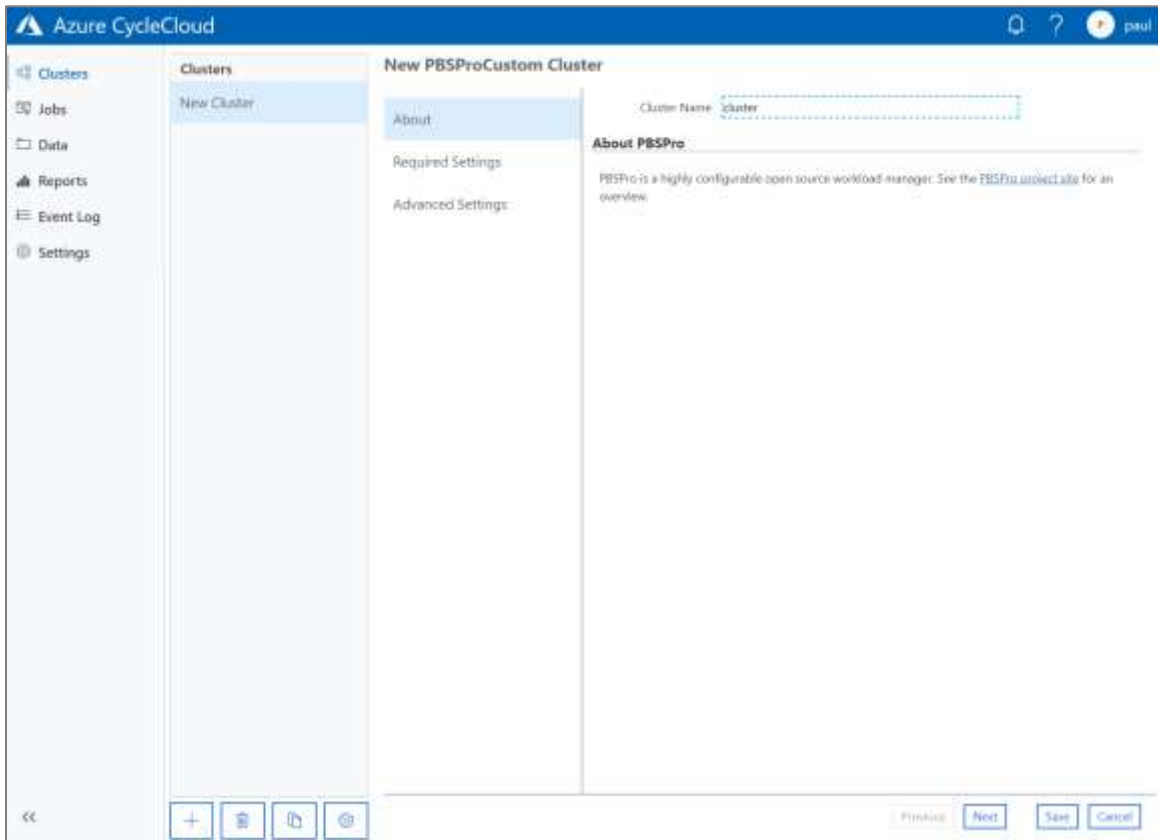 Azure CycleCloud
?
P
paul
Clusters
Jobs
Data
Reports
Event Log
Settings
<<
Clusters
New Cluster
New PBSProCustom Cluster
About
Required Settings
Advanced Settings
Cluster Name
cluster
About PBSPro
PBSPro is a highly configurable open source workload manager. See the PBSPro project site for an
overview.
Previous
Next
Save
Cancel